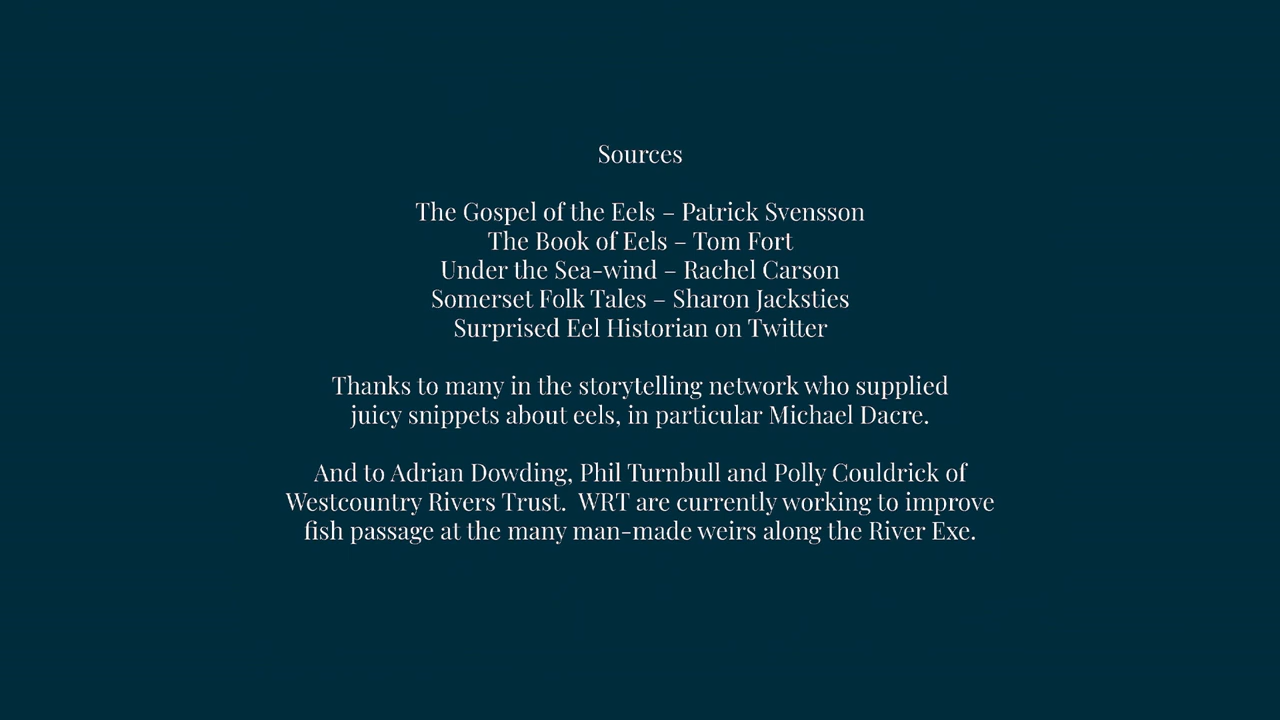 Sources
The Gospel of the Eels – Patrick Svensson
The Book of Eels – Tom Fort
Under the Sea-wind – Rachel Carson
Somerset Folk Tales – Sharon Jacksties
Surprised Eel Historian on Twitter
Thanks to many in the storytelling network who supplied
juicy snippets about eels, in particular Michael Dacre.
And to Adrian Dowding, Phil Turnbull and Polly Couldrick of
Westcountry Rivers Trust.  WRT are currently working to improve
fish passage at the many man-made weirs along the River Exe.